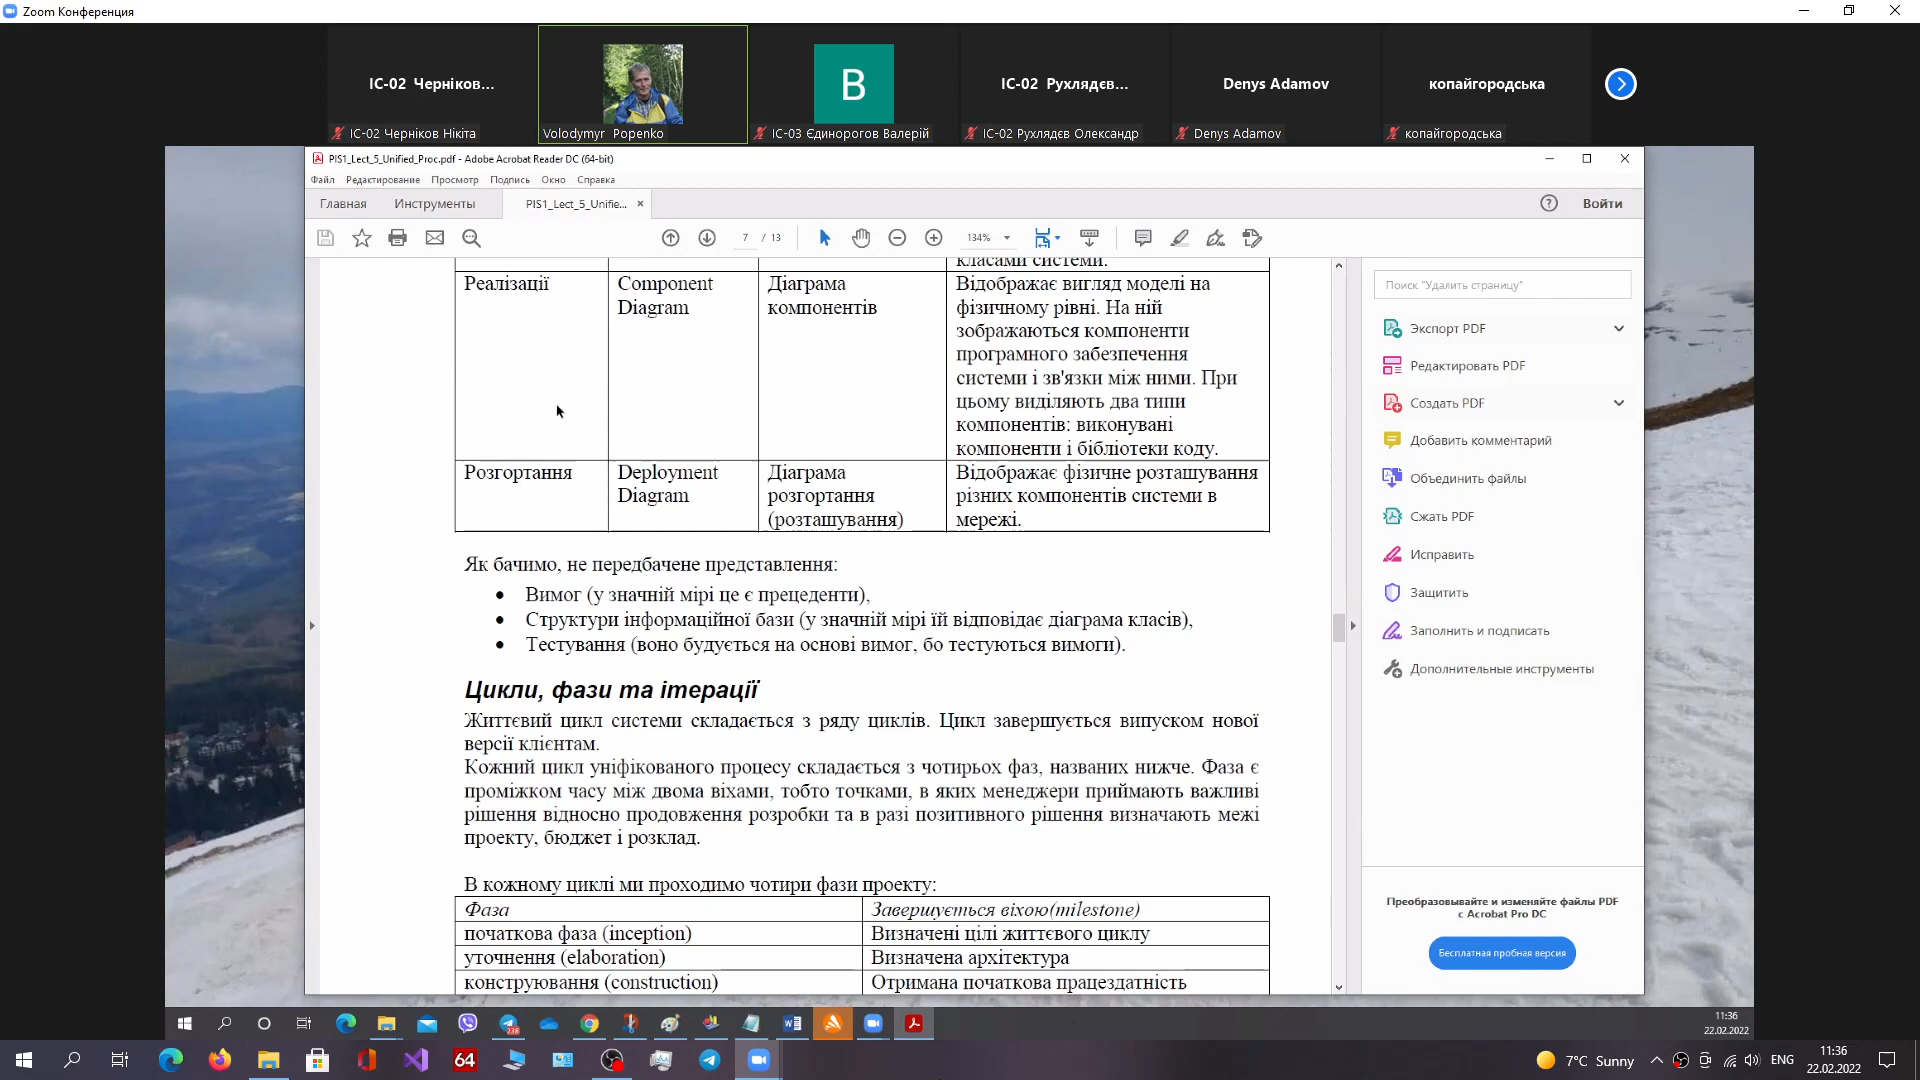 Zoom Конференция
ІС-02 Черніков...
ІС-02 Черніков Нікіта
Volodymyr Popenko
В
ІС-03 Єдинорогов Валерій
ІС-02 Рухлядєв...
ІС-02 Рухлядєв Олександр
Denys Adamov
Denys Adamov
копайгородська
копайгородська
PIS1_Lect_5_Unified_Proc.pdf - Adobe Acrobat Reader DC (64-bit)
Файл Редактирование Просмотр Подпись Окно Справка
Главная Инструменты PIS1_Lect_5_Unifie... × Войти
7 / 13 134%
класами системи.
Реалізації
Component
Diagram
Діаграма
компонентів
Відображає вигляд моделі на
фізичному рівні. На ній
зображаються компоненти
програмного забезпечення
системи і зв'язки між ними. При
цьому виділяють два типи
компонентів: виконувані
компоненти і бібліотеки коду.
Розгортання
Deployment
Diagram
Діаграма
розгортання
(розташування)
Відображає фізичне розташування
різних компонентів системи в
мережі.
Як бачимо, не передбачене представлення:
• Вимог (у значній мірі це є прецеденти),
• Структури інформаційної бази (у значній мірі їй відповідає діаграма класів),
• Тестування (воно будується на основі вимог, бо тестуються вимоги).
Цикли, фази та ітерації
Життєвий цикл системи складається з ряду циклів. Цикл завершується випуском нової
версії клієнтам.
Кожний цикл уніфікованого процесу складається з чотирьох фаз, названих нижче. Фаза є
проміжком часу між двома віхами, тобто точками, в яких менеджери приймають важливі
рішення відносно продовження розробки та в разі позитивного рішення визначають межі
проекту, бюджет і розклад.
В кожному циклі ми проходимо чотири фази проекту:
Фаза Завершується віхою(milestone)
початкова фаза (inception) Визначені цілі життєвого циклу
уточнення (elaboration) Визначена архітектура
конструювання (construction) Отримана початкова працездатність
Поиск "Удалить страницу"
Экспорт PDF
Редактировать PDF
Создать PDF
Добавить комментарий
Объединить файлы
Сжать PDF
Исправить
Защитить
Заполнить и подписать
Дополнительные инструменты
Преобразовывайте и изменяйте файлы PDF
с Acrobat Pro DC
Бесплатная пробная версия
11:36
22.02.2022
64
7°C Sunny
ENG
11:36
22.02.2022